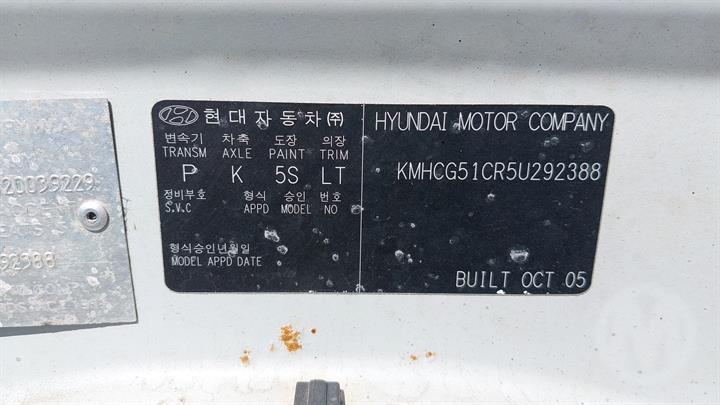 현대자동차㈜
변속기 차축 도장 의장
TRANSM AXLE PAINT TRIM
P K 5S LT
정비부호 형식 승인 번호
S.V.C APPD MODEL NO
형식승인년월일
MODEL APPD DATE
HYUNDAI MOTOR COMPANY
KMHCG51CR5U292388
BUILT OCT 05
20039229
92388